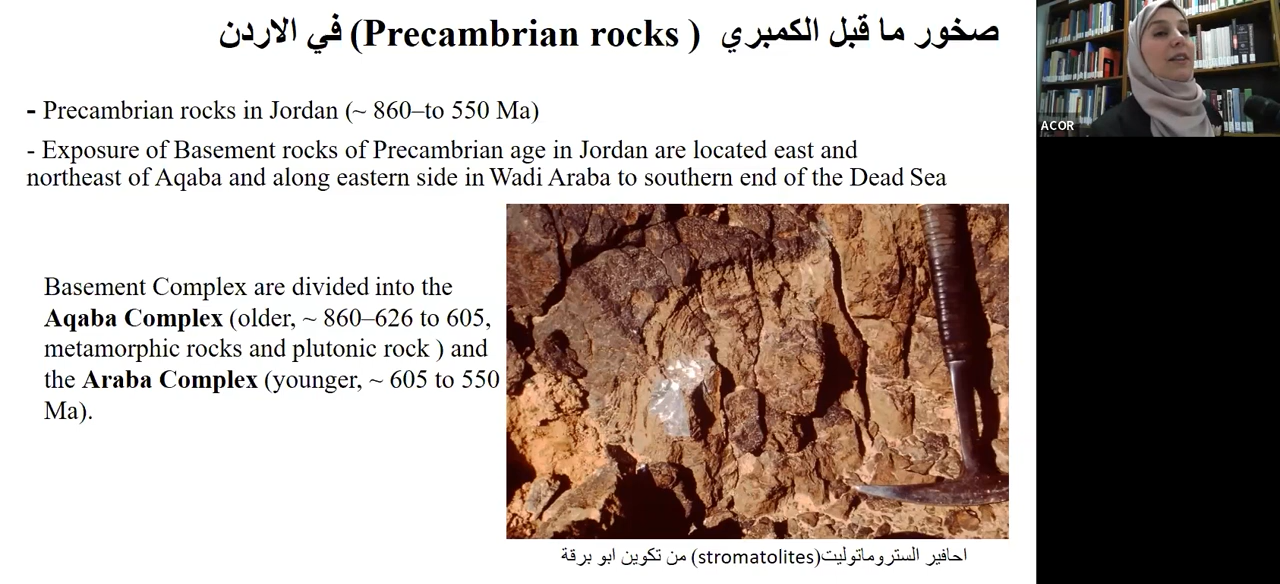 صخور ما قبل الكمبري (Precambrian rocks ) في الاردن
- Precambrian rocks in Jordan (~ 860–to 550 Ma)
- Exposure of Basement rocks of Precambrian age in Jordan are located east and
northeast of Aqaba and along eastern side in Wadi Araba to southern end of the Dead Sea
Basement Complex are divided into the
Aqaba Complex (older, ~ 860–626 to 605,
metamorphic rocks and plutonic rock ) and
the Araba Complex (younger, ~ 605 to 550
Ma).
احافير الستروماتوليت(stromatolites) من تكوين ابو برقة
ACOR